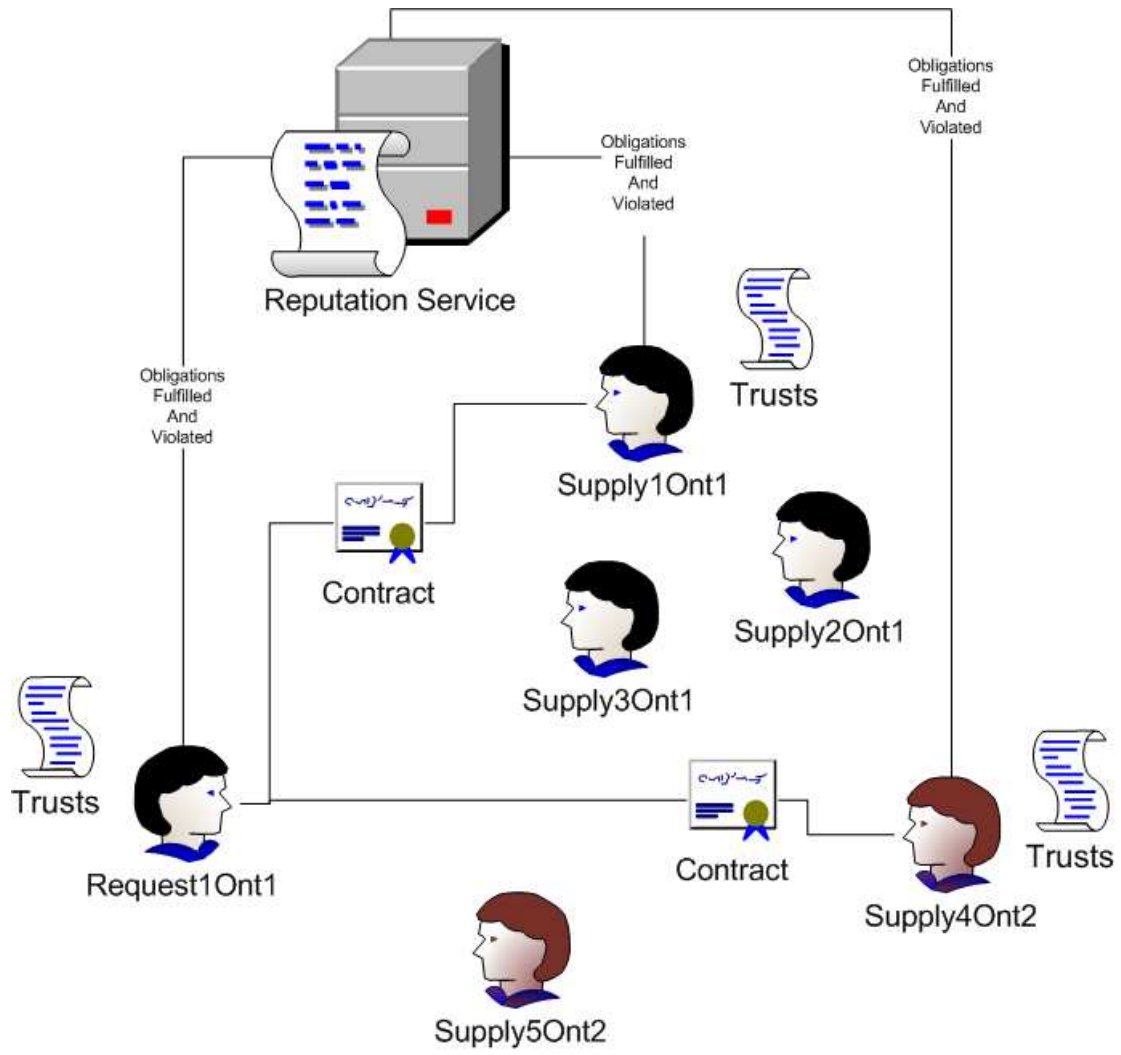 Obligations
Fulfilled
And
Violated
Obligations
Fulfilled
And
Violated
Reputation Service
Obligations
Fulfilled
And
Violated
Trusts
Supply1Ont1
Contract
Supply2Ont1
Supply3Ont1
Trusts
Request1Ont1
Contract
Trusts
Supply4Ont2
Supply5Ont2